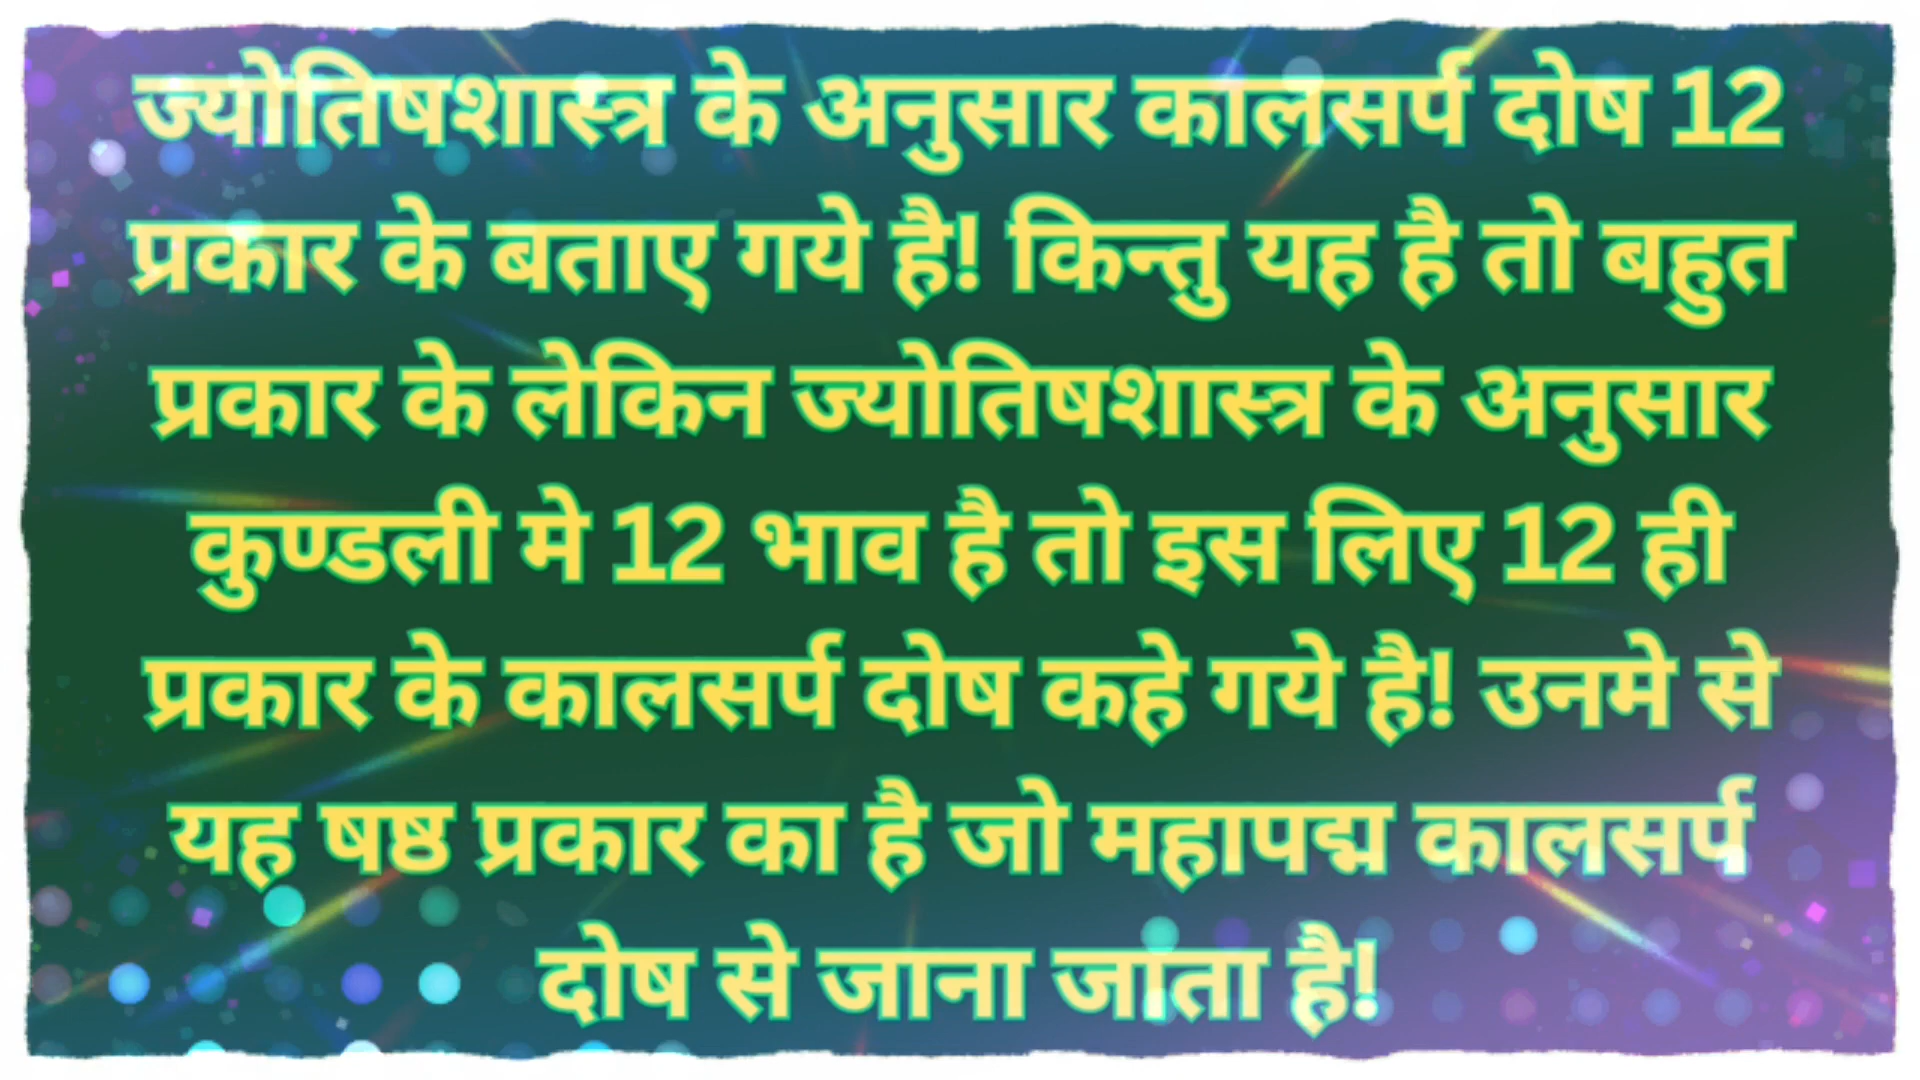 ज्योतिषशास्त्र के अनुसार कालसर्प दोष 12
प्रकार के बताए गये है! किन्तु यह है तो बहुत
प्रकार के लेकिन ज्योतिषशास्त्र के अनुसार
कुण्डली मे 12 भाव है तो इस लिए 12 ही
प्रकार के कालसर्प दोष कहे गये है! उनमे से
यह षष्ठ प्रकार का है जो महापद्म कालसर्प
दोष से जाना जाता है!